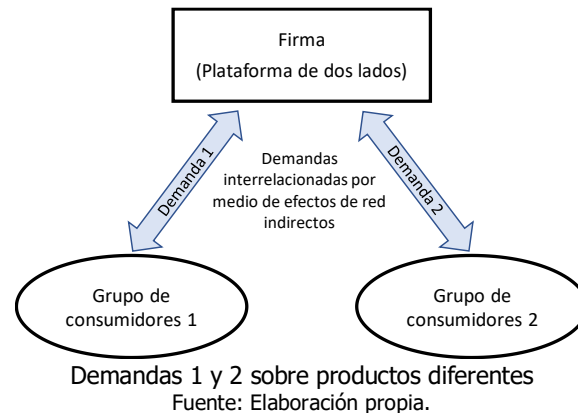 Firma
(Plataforma de dos lados)
Demanda 1
Demandas
interrelacionadas por
medio de efectos de red
indirectos
Demanda 2
Grupo de
consumidores 1
Grupo de
consumidores 2
Demandas 1 y 2 sobre productos diferentes
Fuente: Elaboración propia.